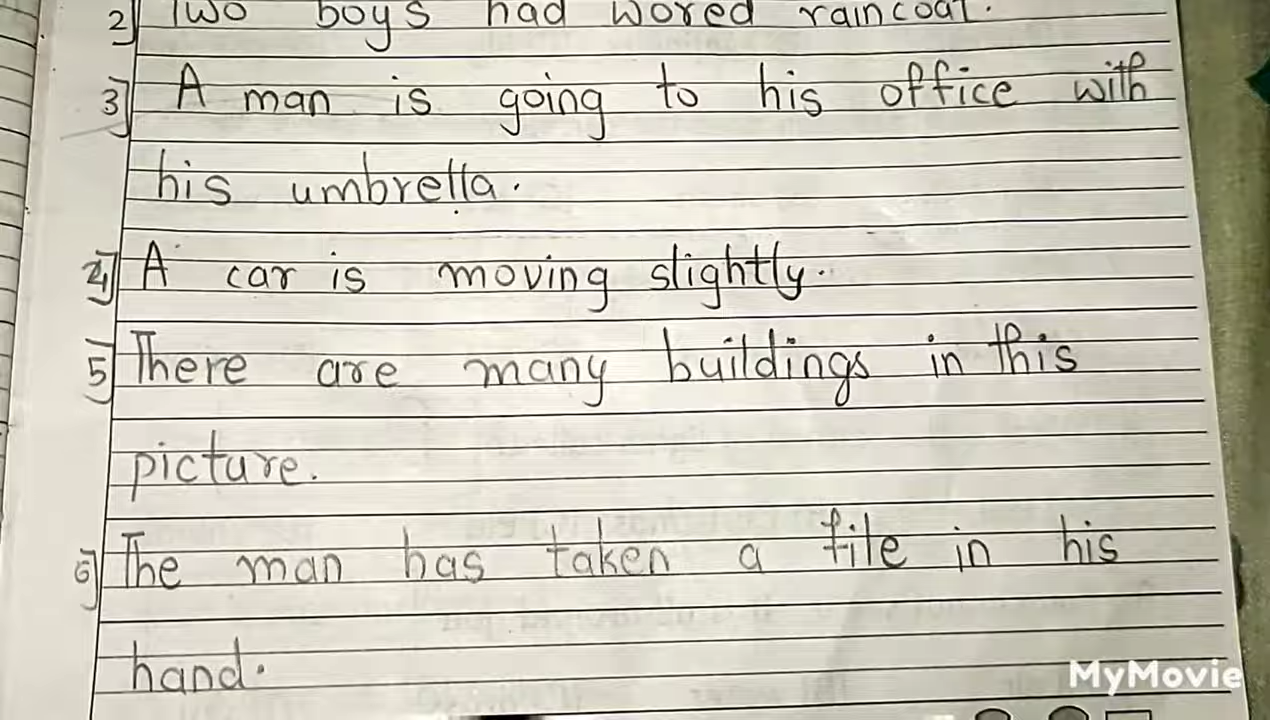 2] Two boys had wored raincoat.
3] A man is going to his office with
his umbrella.
4] A car is moving slightly.
5] There are many buildings in this
picture.
6] The man has taken a file in his
hand.
MyMovie